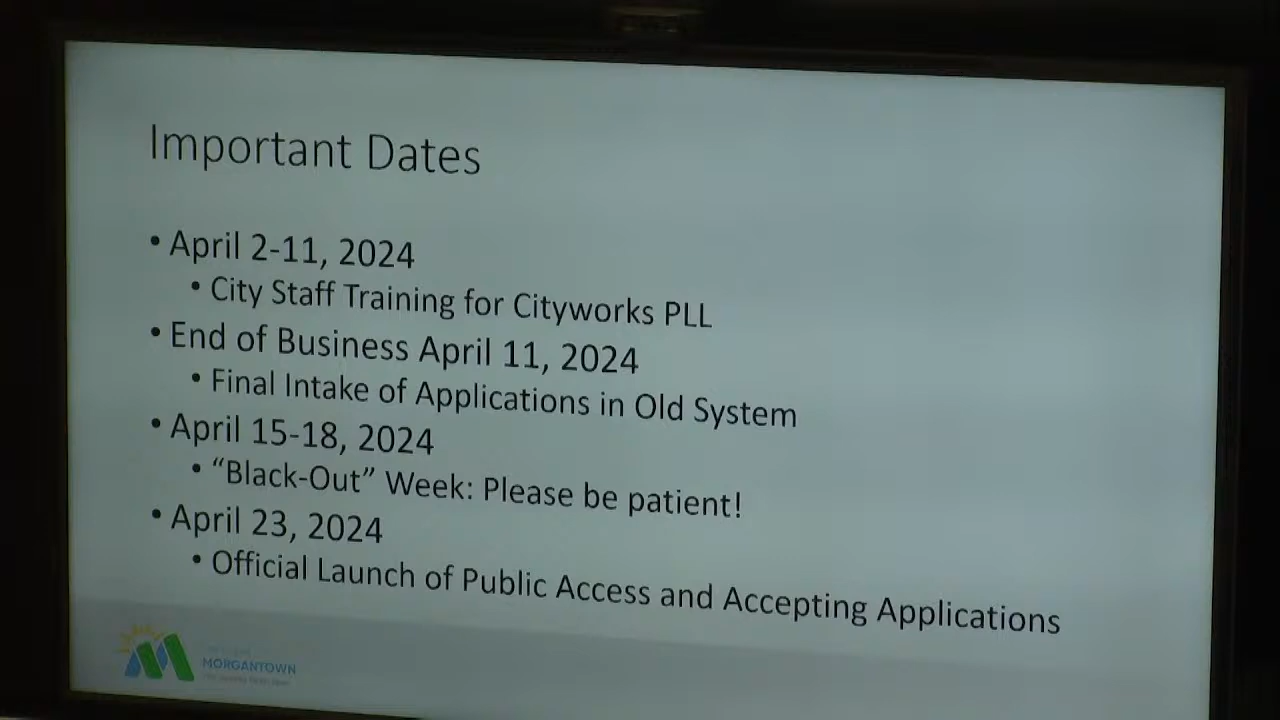 Important Dates
• April 2-11, 2024
• City Staff Training for Cityworks PLL
• End of Business April 11, 2024
• Final Intake of Applications in Old System
• April 15-18, 2024
• “Black-Out” Week: Please be patient!
• April 23, 2024
• Official Launch of Public Access and Accepting Applications
MORGANTOWN